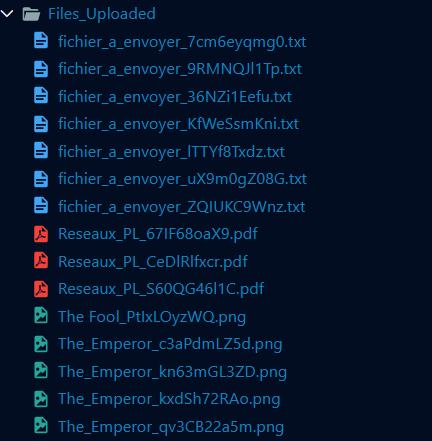 Files_Uploaded
fichier_a_envoyer_7cm6eyqmg0.txt
fichier_a_envoyer_9RMNQJl1Tp.txt
fichier_a_envoyer_36NZi1Eefu.txt
fichier_a_envoyer_KfWeSsmKni.txt
fichier_a_envoyer_lTTYf8Txdz.txt
fichier_a_envoyer_uX9m0gZ08G.txt
fichier_a_envoyer_ZQIUKC9Wnz.txt
Reseaux_PL_67IF68oaX9.pdf
Reseaux_PL_CeDlRlfxcr.pdf
Reseaux_PL_S60QG46l1C.pdf
The Fool_PtIxLOyzWQ.png
The_Emperor_c3aPdmLZ5d.png
The_Emperor_kn63mGL3ZD.png
The_Emperor_kxdSh72RAo.png
The_Emperor_qv3CB22a5m.png